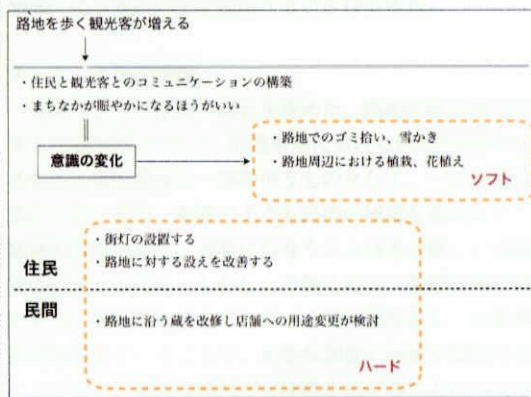 路地を歩く観光客が増える
・住民と観光客とのコミュニケーションの構築
・まちなかが賑やかになるほうがいい
意識の変化
・路地でのゴミ拾い、雪かき
・路地周辺における植栽、花植え
ソフト
・街灯の設置する
・路地に対する設えを改善する
住民
民間
・路地に沿う蔵を改修し店舗への用途変更が検討
ハード